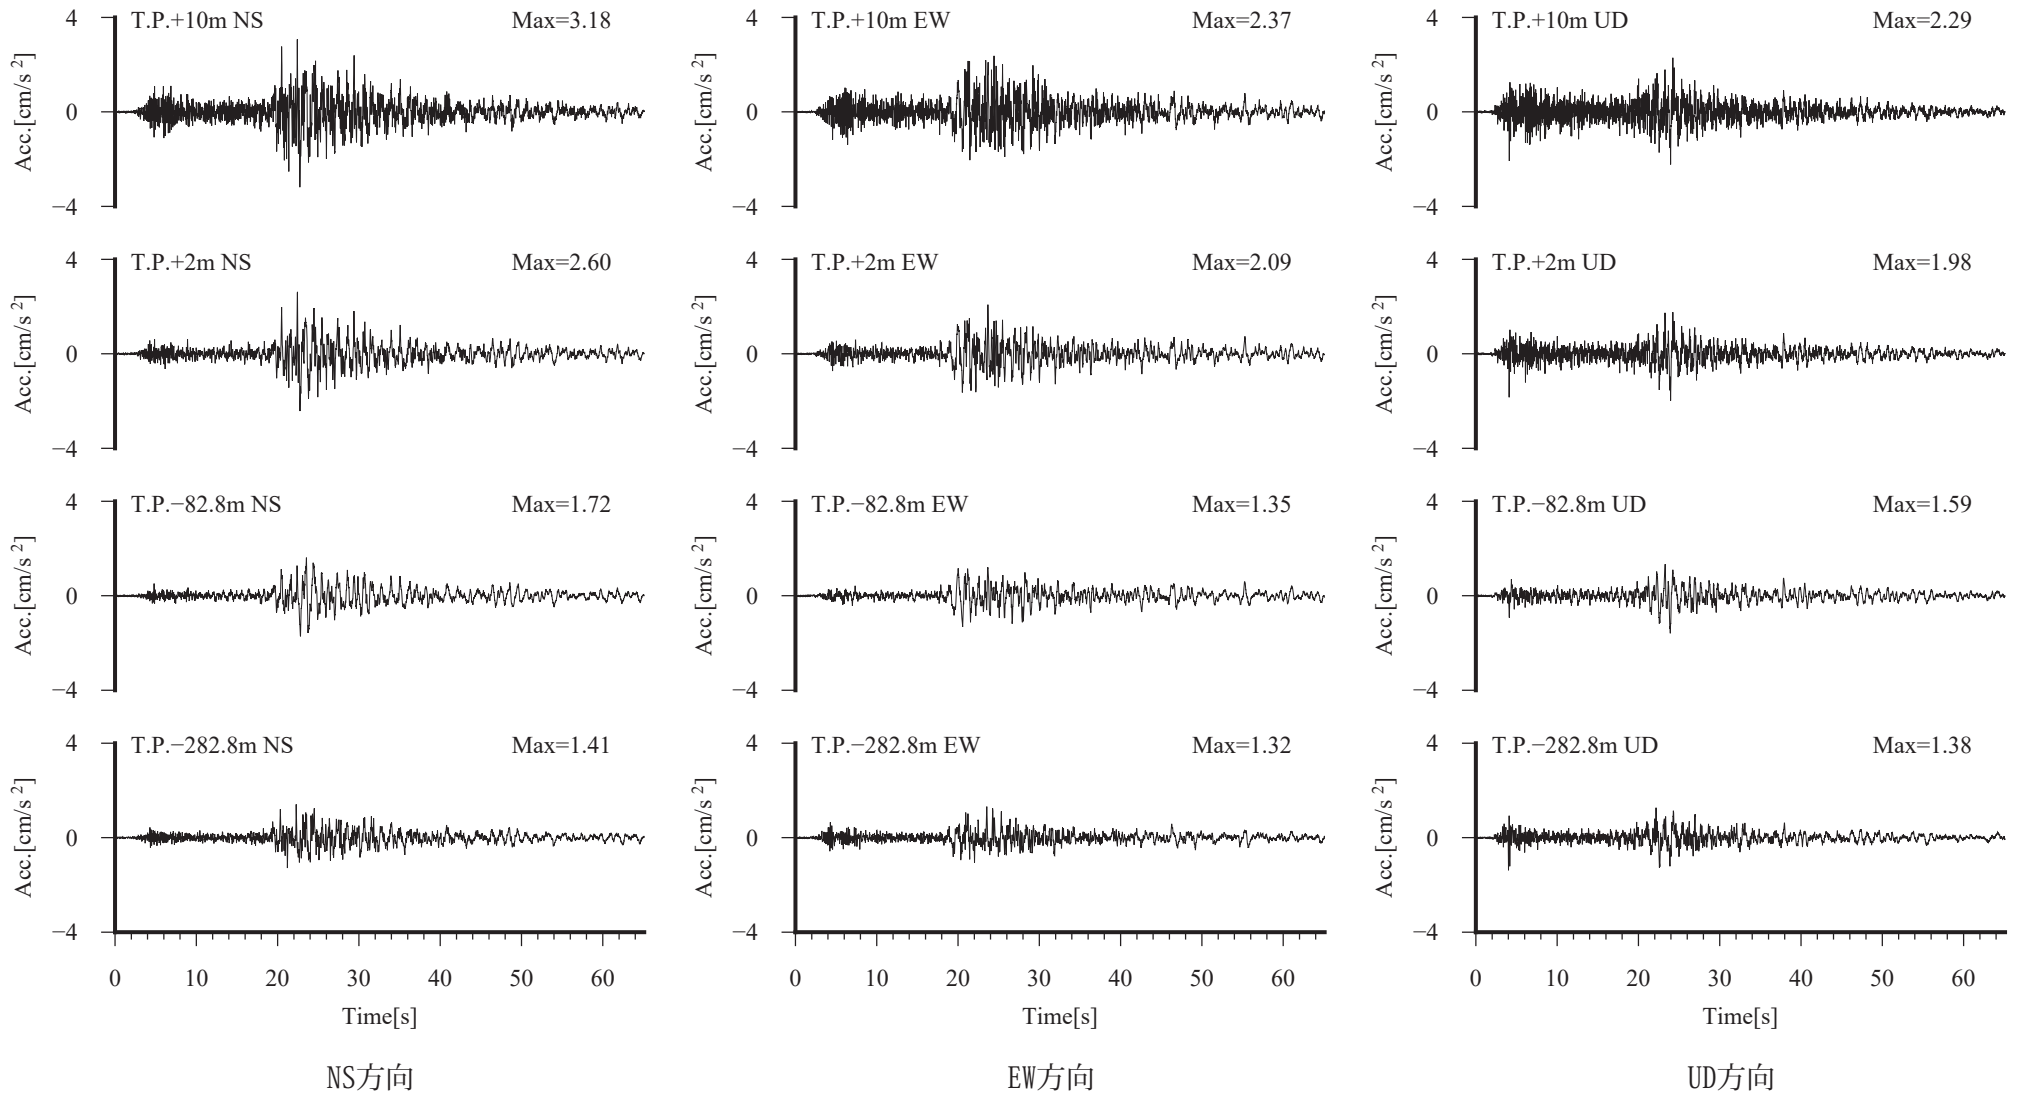 4 T.P.+10m NS Max=3.18
Acc.[cm/s²]
0
−4
4 T.P.+2m NS Max=2.60
Acc.[cm/s²]
0
−4
4 T.P.−82.8m NS Max=1.72
Acc.[cm/s²]
0
−4
4 T.P.−282.8m NS Max=1.41
Acc.[cm/s²]
0
−4
0 10 20 30 40 50 60
Time[s]
NS方向
4 T.P.+10m EW Max=2.37
Acc.[cm/s²]
0
−4
4 T.P.+2m EW Max=2.09
Acc.[cm/s²]
0
−4
4 T.P.−82.8m EW Max=1.35
Acc.[cm/s²]
0
−4
4 T.P.−282.8m EW Max=1.32
Acc.[cm/s²]
0
−4
0 10 20 30 40 50 60
Time[s]
EW方向
4 T.P.+10m UD Max=2.29
Acc.[cm/s²]
0
−4
4 T.P.+2m UD Max=1.98
Acc.[cm/s²]
0
−4
4 T.P.−82.8m UD Max=1.59
Acc.[cm/s²]
0
−4
4 T.P.−282.8m UD Max=1.38
Acc.[cm/s²]
0
−4
0 10 20 30 40 50 60
Time[s]
UD方向